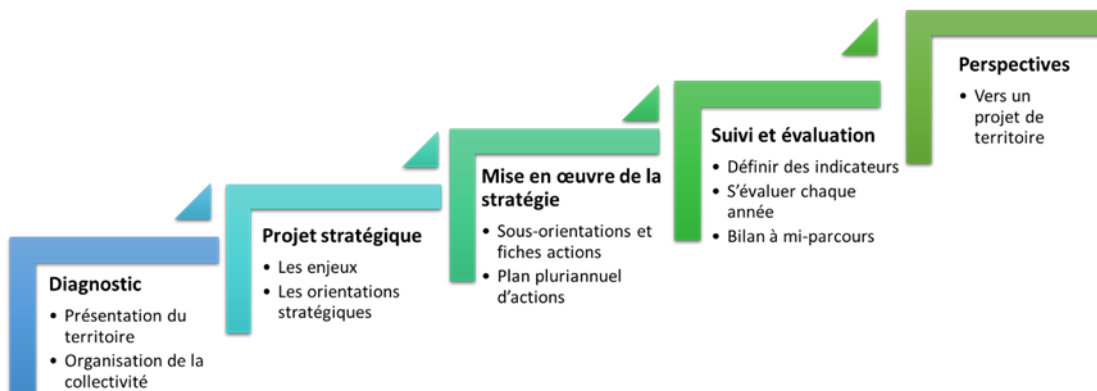 Diagnostic
• Présentation du
territoire
• Organisation de la
collectivité
Projet stratégique
• Les enjeux
• Les orientations
stratégiques
Mise en œuvre de la
stratégie
• Sous-orientations et
fiches actions
• Plan pluriannuel
d’actions
Suivi et évaluation
• Définir des indicateurs
• S’évaluer chaque
année
• Bilan à mi-parcours
Perspectives
• Vers un
projet de
territoire